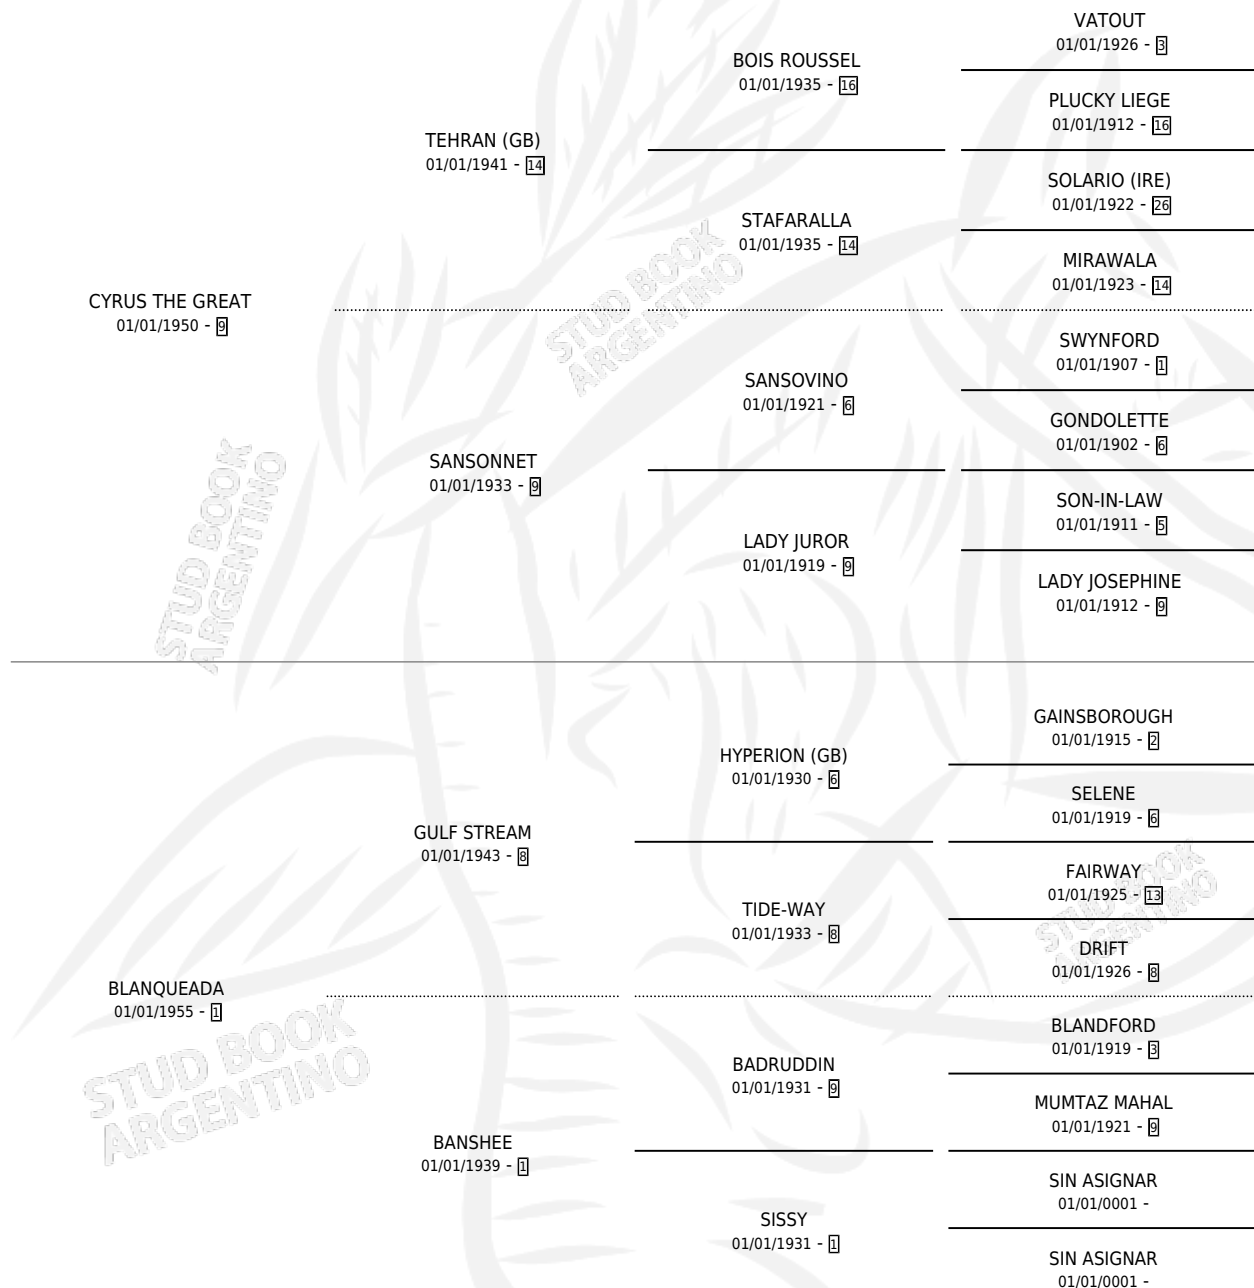 VATOUT
01/01/1926 - 3
BOIS ROUSSEL
01/01/1935 - 16
PLUCKY LIEGE
01/01/1912 - 16
TEHRAN (GB)
01/01/1941 - 14
SOLARIO (IRE)
01/01/1922 - 26
STAFARALLA
01/01/1935 - 14
MIRAWALA
01/01/1923 - 14
CYRUS THE GREAT
01/01/1950 - 9
STUD BOOK
ARGENTINO
SWYNFORD
01/01/1907 - 1
SANSOVINO
01/01/1921 - 6
GONDOLETTE
01/01/1902 - 6
SANSONNET
01/01/1933 - 9
SON-IN-LAW
01/01/1911 - 5
LADY JUROR
01/01/1919 - 9
LADY JOSEPHINE
01/01/1912 - 9
STUD BOOK
ARGENTINO
GAINSBOROUGH
01/01/1915 - 2
HYPERION (GB)
01/01/1930 - 6
SELENE
01/01/1919 - 6
GULF STREAM
01/01/1943 - 8
FAIRWAY
01/01/1925 - 13
TIDE-WAY
01/01/1933 - 8
DRIFT
01/01/1926 - 8
STUD BOOK
ARGENTINO
BLANQUEADA
01/01/1955 - 1
BLANDFORD
01/01/1919 - 3
BADRUDDIN
01/01/1931 - 9
MUMTAZ MAHAL
01/01/1921 - 9
STUD BOOK
ARGENTINO
BANSHEE
01/01/1939 - 1
SIN ASIGNAR
01/01/0001 -
SISSY
01/01/1931 - 1
SIN ASIGNAR
01/01/0001 -